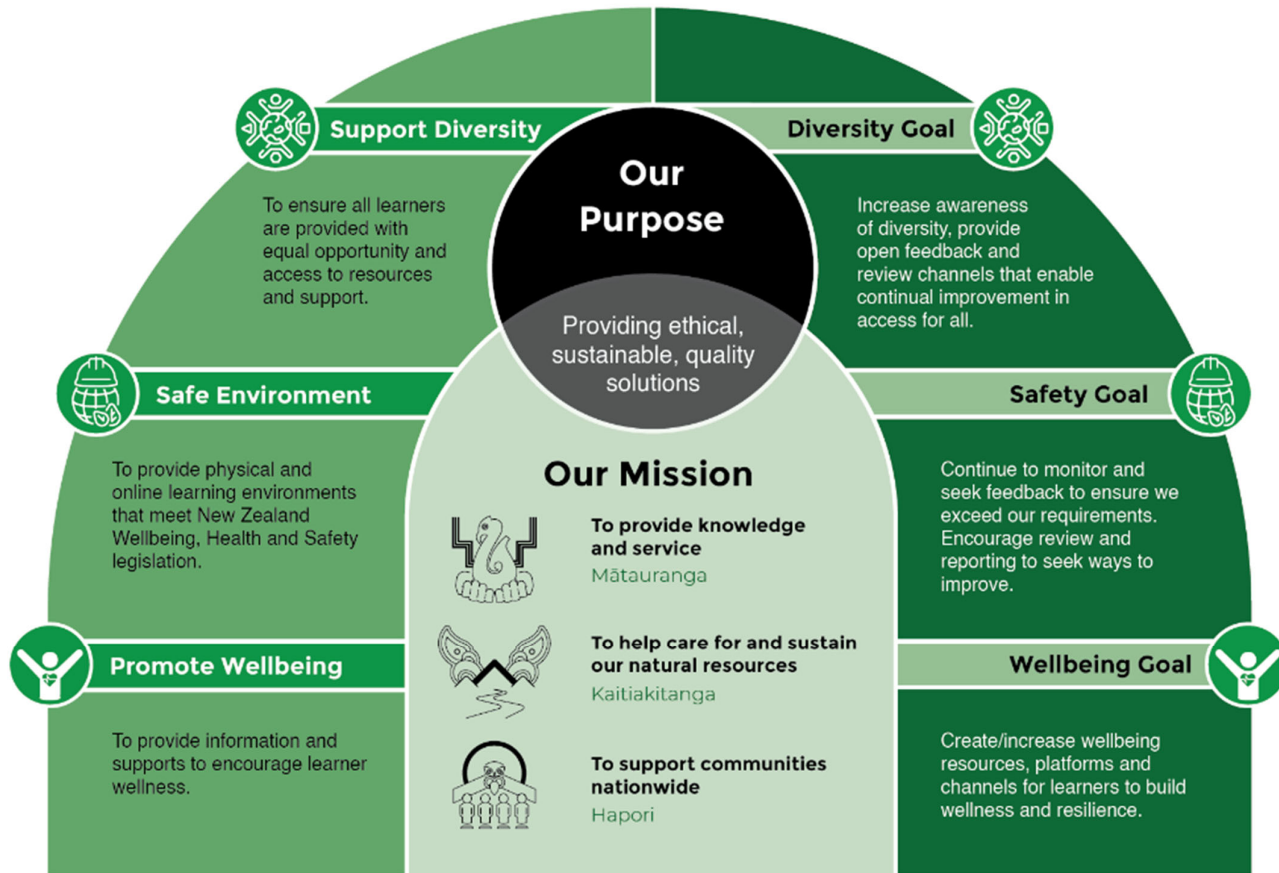 Support Diversity
To ensure all learners
are provided with
equal opportunity and
access to resources
and support.
Safe Environment
To provide physical and
online learning environments
that meet New Zealand
Wellbeing, Health and Safety
legislation.
Promote Wellbeing
To provide information and
supports to encourage learner
wellness.
Our
Purpose
Providing ethical,
sustainable, quality
solutions
Our Mission
To provide knowledge
and service
Mātauranga
To help care for and sustain
our natural resources
Kaitiakitanga
To support communities
nationwide
Hapori
Diversity Goal
Increase awareness
of diversity, provide
open feedback and
review channels that enable
continual improvement in
access for all.
Safety Goal
Continue to monitor and
seek feedback to ensure we
exceed our requirements.
Encourage review and
reporting to seek ways to
improve.
Wellbeing Goal
Create/increase wellbeing
resources, platforms and
channels for learners to build
wellness and resilience.